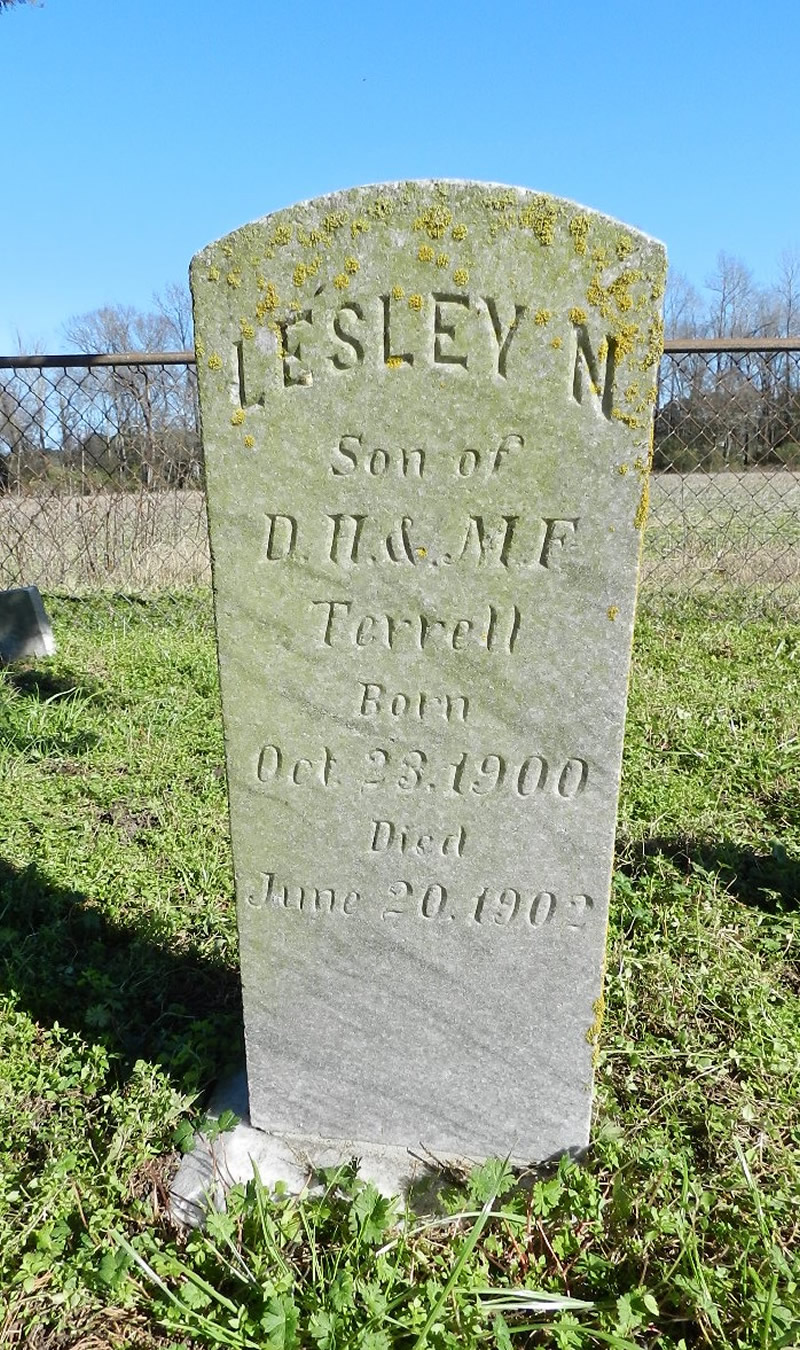 LESLEY N
Son of
D. H. & M. F
Terrell
Born
Oct. 23. 1900
Died
June 20. 1902